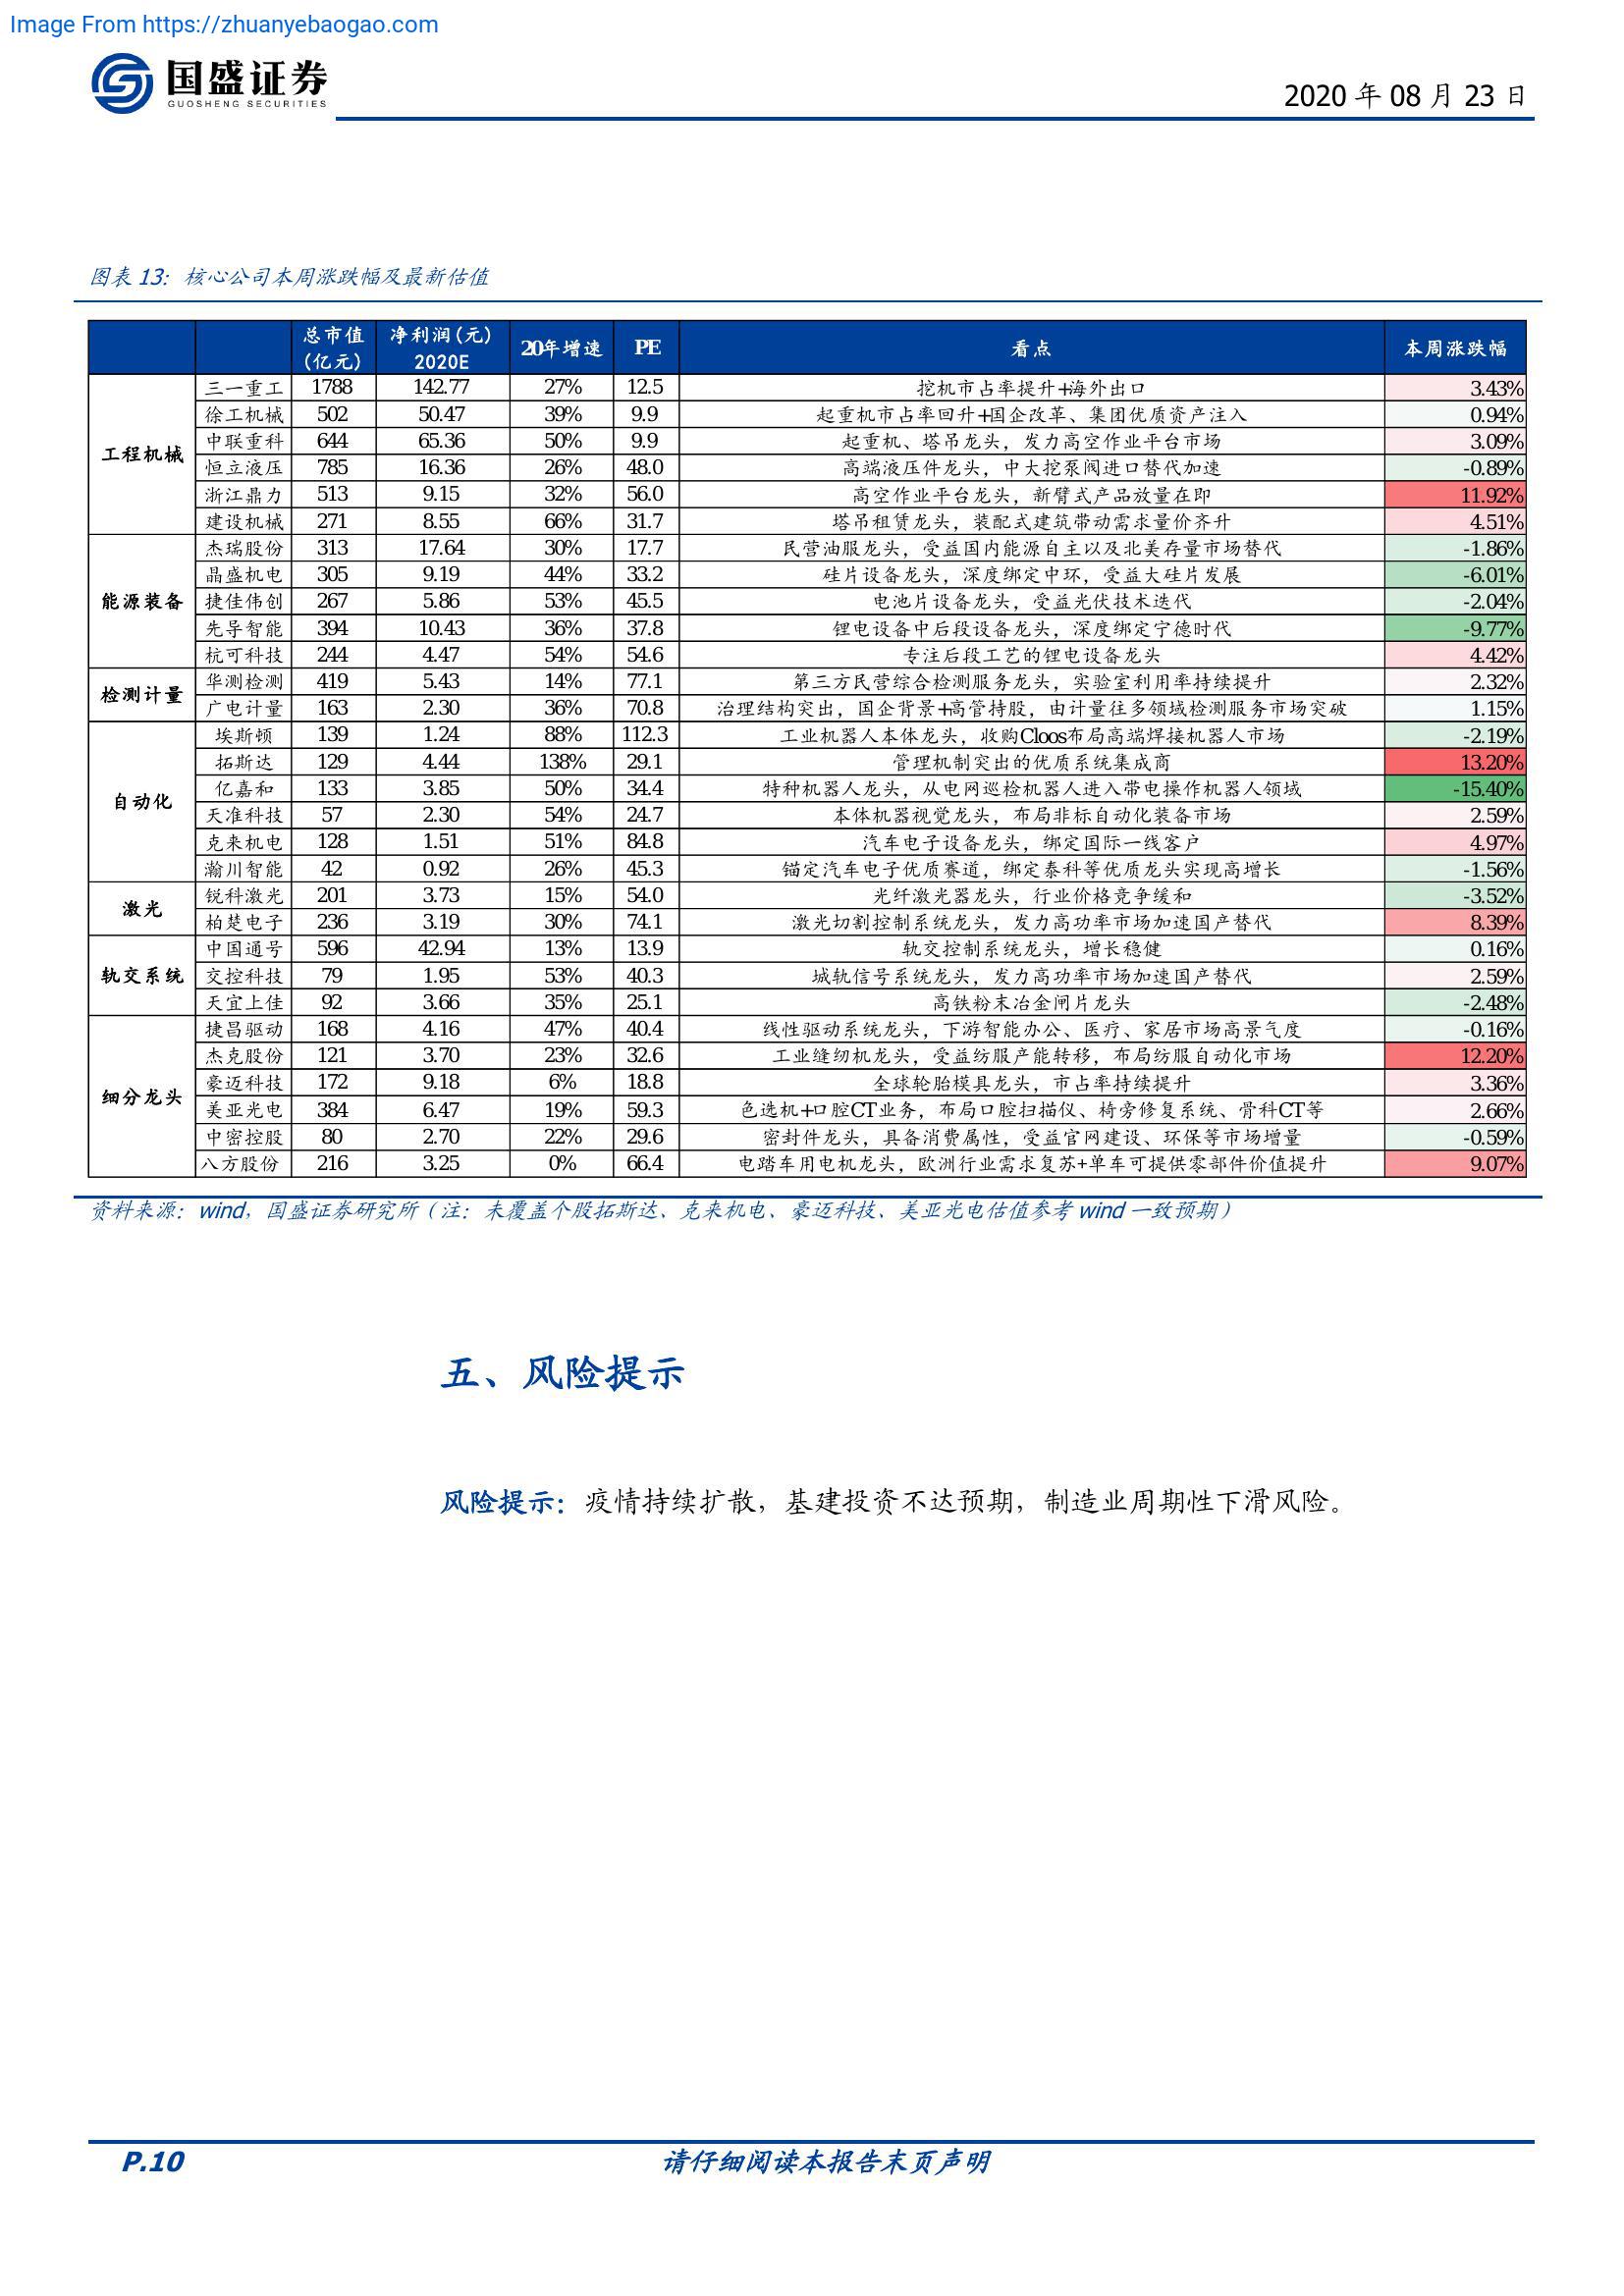 Image From https://zhuanyebaogao.com
国盛证券
GUOSHENG SECURITIES
2020 年 08 月 23 日
图表 13：核心公司本周涨跌幅及最新估值
总市值(亿元) 净利润(元)2020E 20年增速 PE 看点 本周涨跌幅
工程机械
三一重工 1788 142.77 27% 12.5 挖机市占率提升+海外出口 3.43%
徐工机械 502 50.47 39% 9.9 起重机市占率回升+国企改革、集团优质资产注入 0.94%
中联重科 644 65.36 50% 9.9 起重机、塔吊龙头，发力高空作业平台市场 3.09%
恒立液压 785 16.36 26% 48.0 高端液压件龙头，中大挖泵阀进口替代加速 -0.89%
浙江鼎力 513 9.15 32% 56.0 高空作业平台龙头，新臂式产品放量在即 11.92%
建设机械 271 8.55 66% 31.7 塔吊租赁龙头，装配式建筑带动需求量价齐升 4.51%
能源装备
杰瑞股份 313 17.64 30% 17.7 民营油服龙头，受益国内能源自主以及北美存量市场替代 -1.86%
晶盛机电 305 9.19 44% 33.2 硅片设备龙头，深度绑定中环，受益大硅片发展 -6.01%
捷佳伟创 267 5.86 53% 45.5 电池片设备龙头，受益光伏技术迭代 -2.04%
先导智能 394 10.43 36% 37.8 锂电设备中后段设备龙头，深度绑定宁德时代 -9.77%
杭可科技 244 4.47 54% 54.6 专注后段工艺的锂电设备龙头 4.42%
检测计量
华测检测 419 5.43 14% 77.1 第三方民营综合检测服务龙头，实验室利用率持续提升 2.32%
广电计量 163 2.30 36% 70.8 治理结构突出，国企背景+高管持股，由计量往多领域检测服务市场突破 1.15%
自动化
埃斯顿 139 1.24 88% 112.3 工业机器人本体龙头，收购Cloos布局高端焊接机器人市场 -2.19%
拓斯达 129 4.44 138% 29.1 管理机制突出的优质系统集成商 13.20%
亿嘉和 133 3.85 50% 34.4 特种机器人龙头，从电网巡检机器人进入带电操作机器人领域 -15.40%
天准科技 57 2.30 54% 24.7 本体机器视觉龙头，布局非标自动化装备市场 2.59%
克来机电 128 1.51 51% 84.8 汽车电子设备龙头，绑定国际一线客户 4.97%
瀚川智能 42 0.92 26% 45.3 锚定汽车电子优质赛道，绑定泰科等优质龙头实现高增长 -1.56%
激光
锐科激光 201 3.73 15% 54.0 光纤激光器龙头，行业价格竞争缓和 -3.52%
柏楚电子 236 3.19 30% 74.1 激光切割控制系统龙头，发力高功率市场加速国产替代 8.39%
轨交系统
中国通号 596 42.94 13% 13.9 轨交控制系统龙头，增长稳健 0.16%
交控科技 79 1.95 53% 40.3 城轨信号系统龙头，发力高功率市场加速国产替代 2.59%
天宜上佳 92 3.66 35% 25.1 高铁粉末冶金闸片龙头 -2.48%
细分龙头
捷昌驱动 168 4.16 47% 40.4 线性驱动系统龙头，下游智能办公、医疗、家居市场高景气度 -0.16%
杰克股份 121 3.70 23% 32.6 工业缝纫机龙头，受益纺服产能转移，布局纺服自动化市场 12.20%
豪迈科技 172 9.18 6% 18.8 全球轮胎模具龙头，市占率持续提升 3.36%
美亚光电 384 6.47 19% 59.3 色选机+口腔CT业务，布局口腔扫描仪、椅旁修复系统、骨科CT等 2.66%
中密控股 80 2.70 22% 29.6 密封件龙头，具备消费属性，受益官网建设、环保等市场增量 -0.59%
八方股份 216 3.25 0% 66.4 电踏车用电机龙头，欧洲行业需求复苏+单车可提供零部件价值提升 9.07%
资料来源：wind，国盛证券研究所（注：未覆盖个股拓斯达、克来机电、豪迈科技、美亚光电估值参考 wind 一致预期）
五、风险提示
风险提示：疫情持续扩散，基建投资不达预期，制造业周期性下滑风险。
P.10
请仔细阅读本报告末页声明